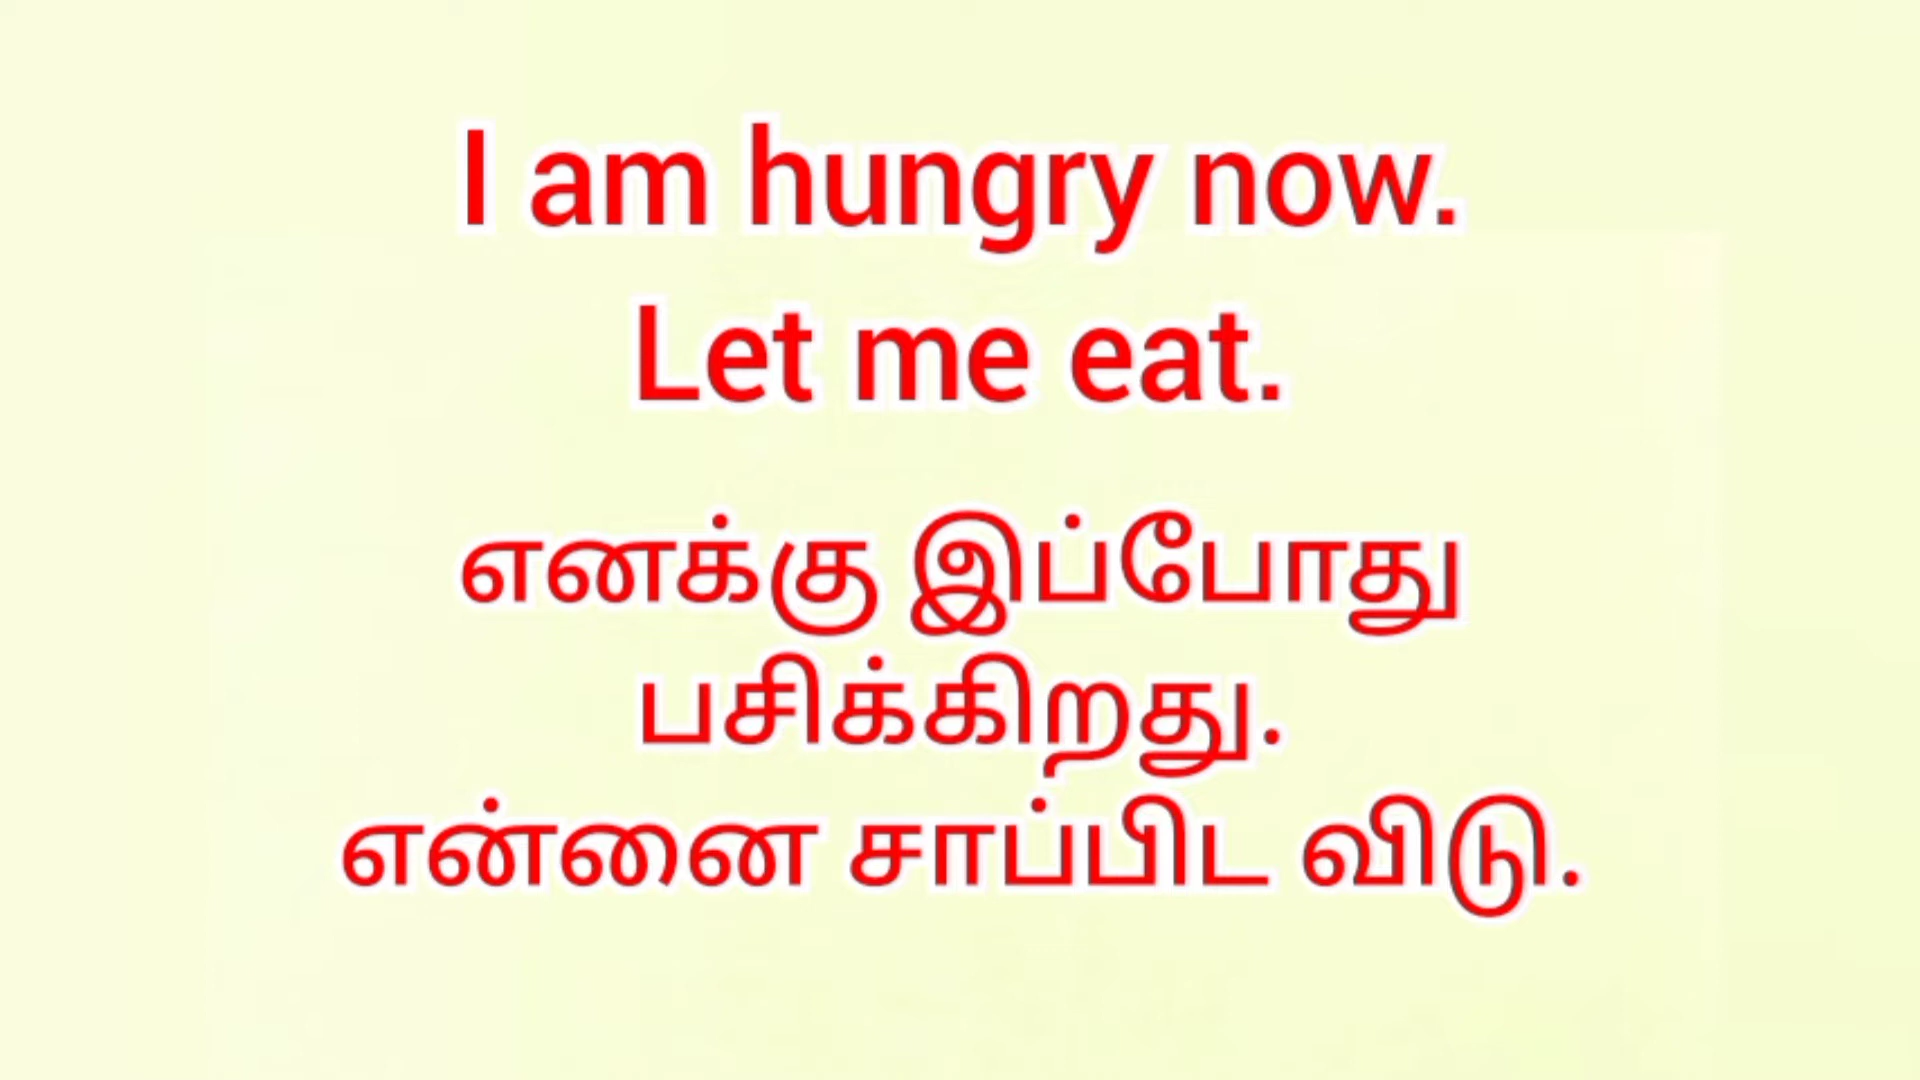 I am hungry now.
Let me eat.
எனக்கு இப்போது
பசிக்கிறது.
என்னை சாப்பிட விடு.